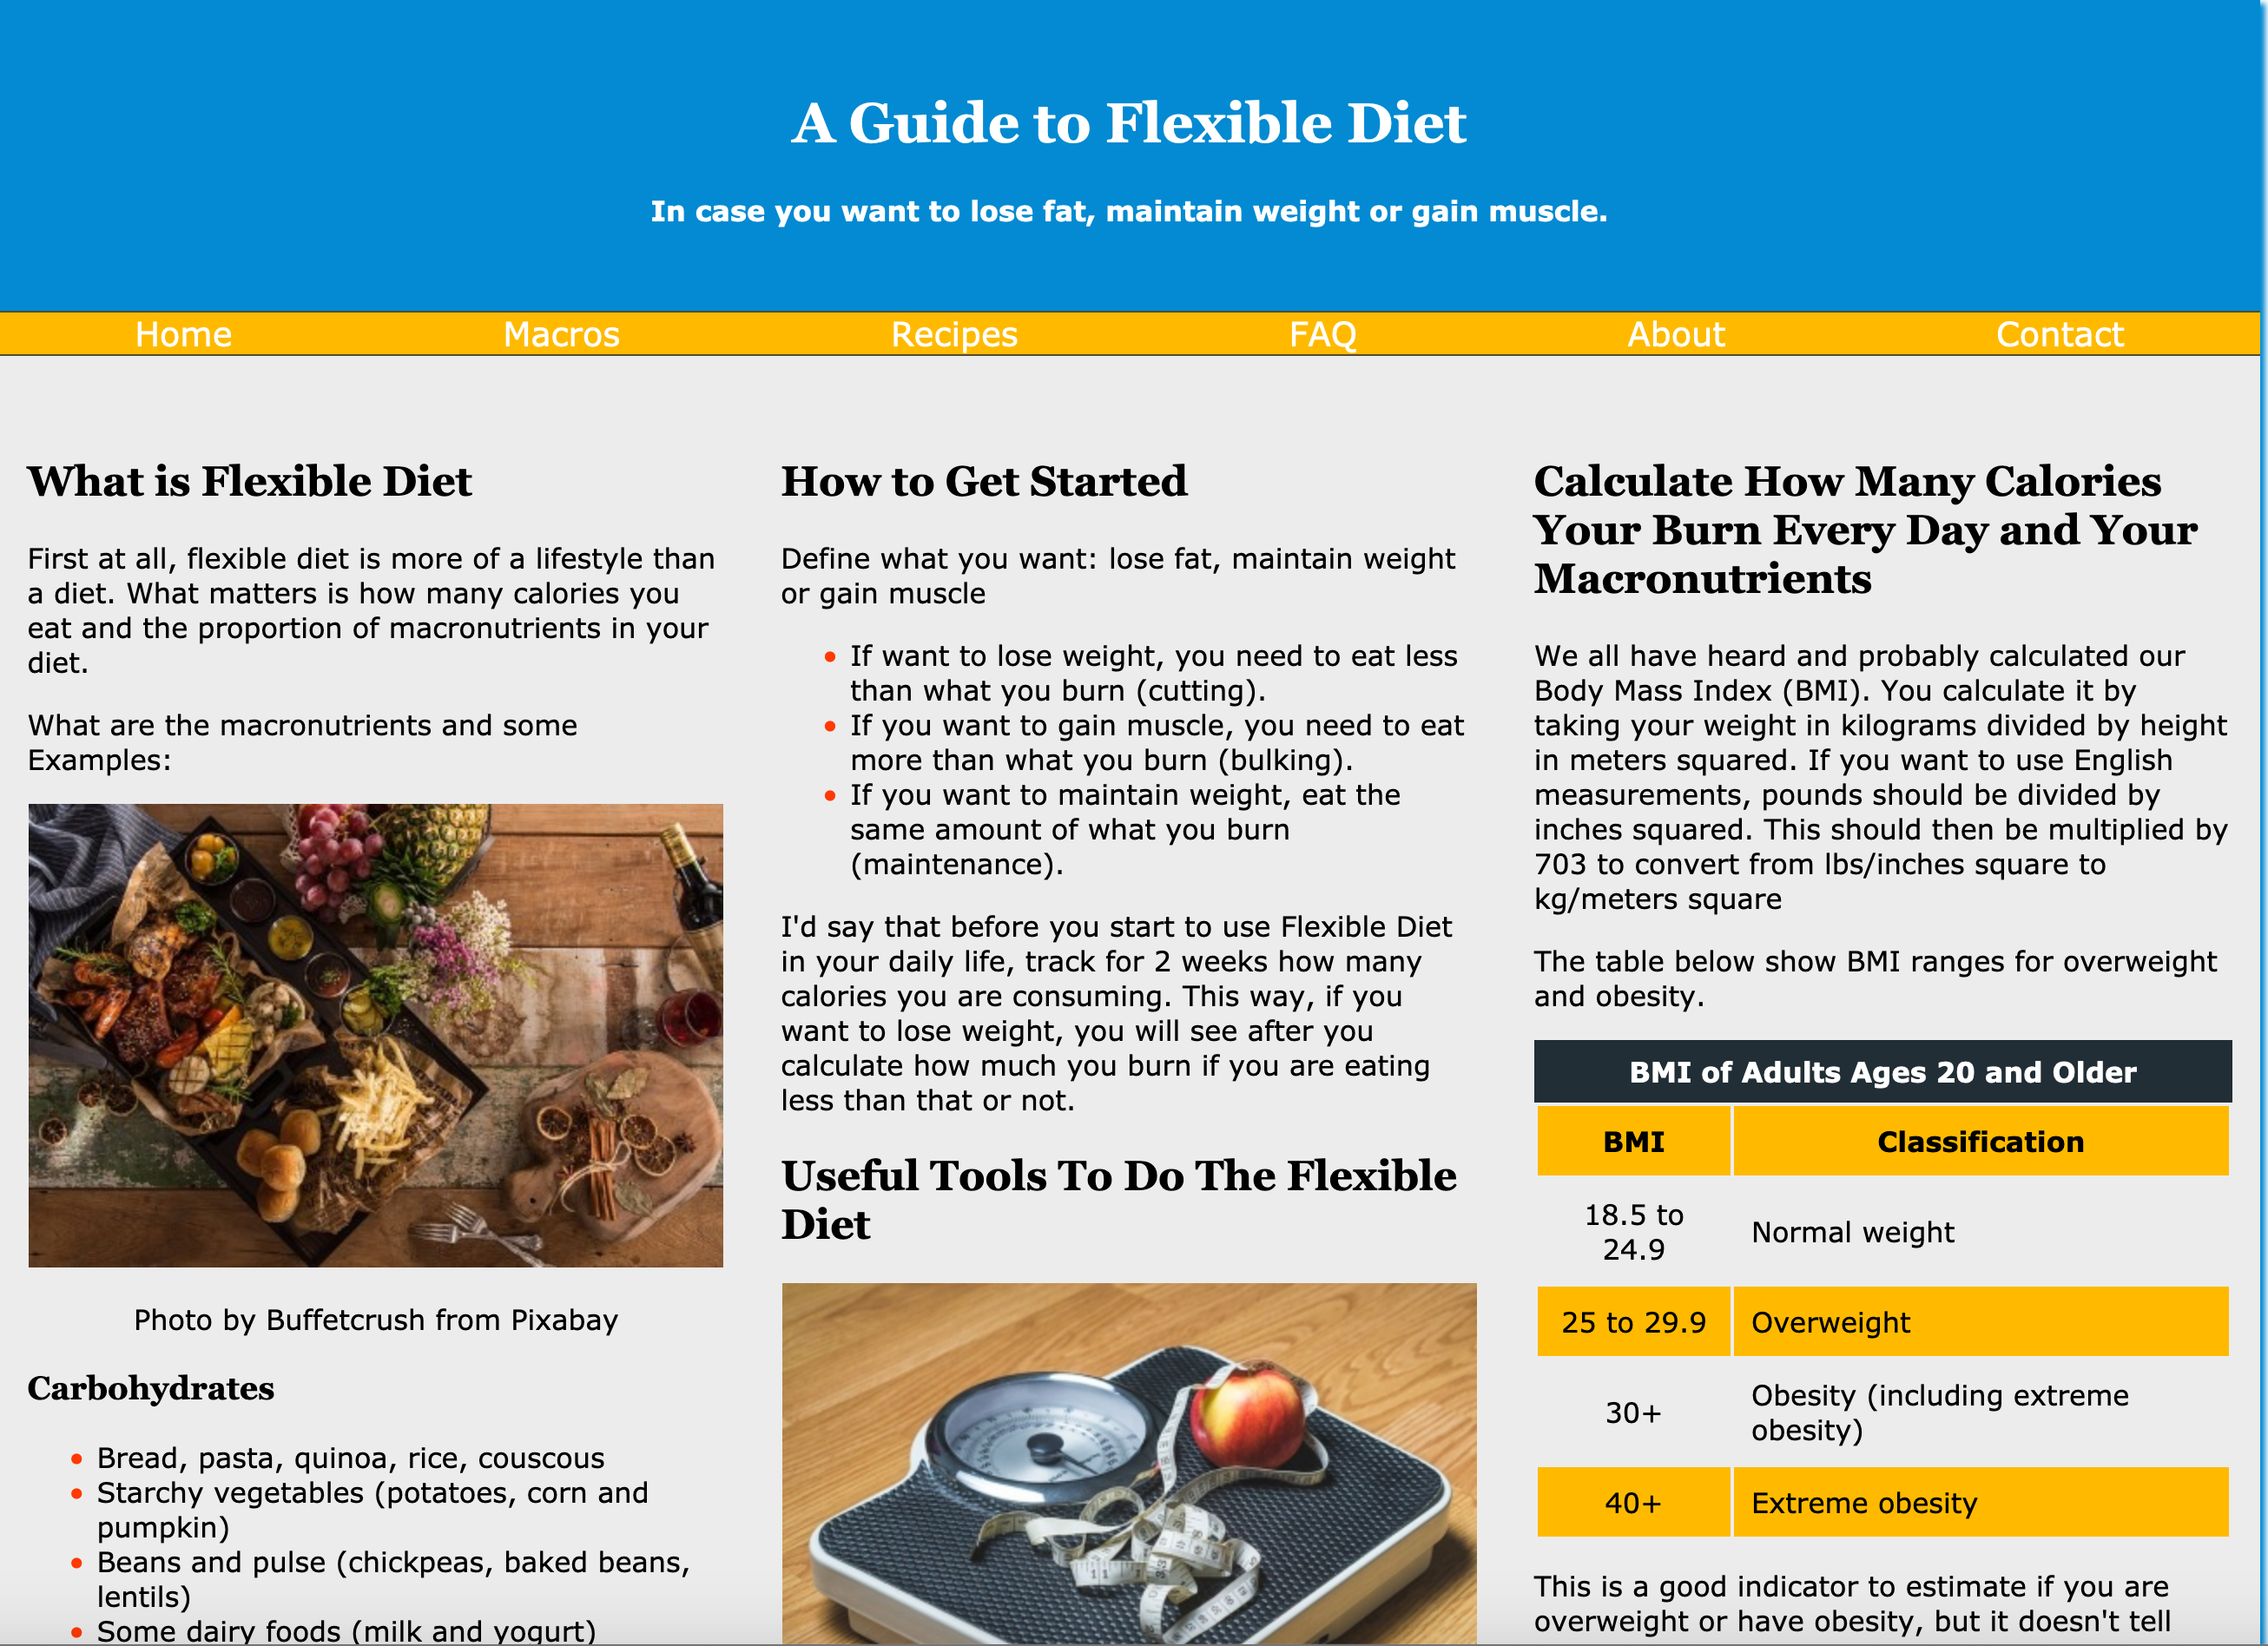 A Guide to Flexible Diet
In case you want to lose fat, maintain weight or gain muscle.
Home Macros Recipes FAQ About Contact
What is Flexible Diet
First at all, flexible diet is more of a lifestyle than
a diet. What matters is how many calories you
eat and the proportion of macronutrients in your
diet.
What are the macronutrients and some
Examples:
Photo by Buffetcrush from Pixabay
Carbohydrates
• Bread, pasta, quinoa, rice, couscous
• Starchy vegetables (potatoes, corn and
pumpkin)
• Beans and pulse (chickpeas, baked beans,
lentils)
• Some dairy foods (milk and yogurt)
How to Get Started
Define what you want: lose fat, maintain weight
or gain muscle
• If want to lose weight, you need to eat less
than what you burn (cutting).
• If you want to gain muscle, you need to eat
more than what you burn (bulking).
• If you want to maintain weight, eat the
same amount of what you burn
(maintenance).
I'd say that before you start to use Flexible Diet
in your daily life, track for 2 weeks how many
calories you are consuming. This way, if you
want to lose weight, you will see after you
calculate how much you burn if you are eating
less than that or not.
Useful Tools To Do The Flexible
Diet
Calculate How Many Calories
Your Burn Every Day and Your
Macronutrients
We all have heard and probably calculated our
Body Mass Index (BMI). You calculate it by
taking your weight in kilograms divided by height
in meters squared. If you want to use English
measurements, pounds should be divided by
inches squared. This should then be multiplied by
703 to convert from lbs/inches square to
kg/meters square
The table below show BMI ranges for overweight
and obesity.
BMI of Adults Ages 20 and Older
BMI Classification
18.5 to
24.9
Normal weight
25 to 29.9 Overweight
30+
Obesity (including extreme
obesity)
40+ Extreme obesity
This is a good indicator to estimate if you are
overweight or have obesity, but it doesn't tell